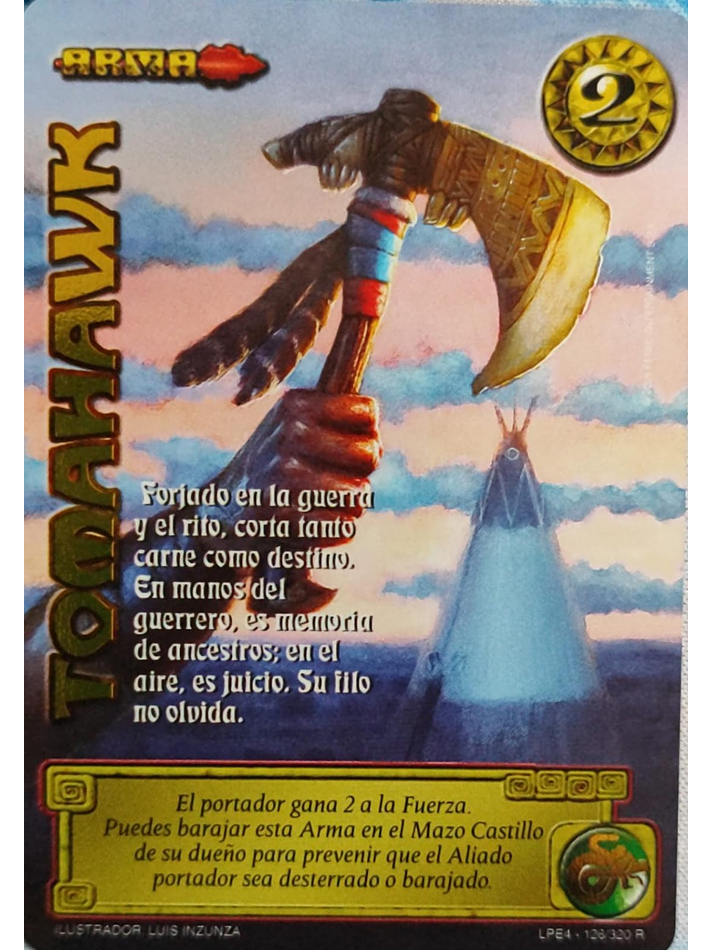 ARMA
2
TOMAHAWK
Forjado en la guerra
y el rito, corta tanto
carne como destino.
En manos del
guerrero, es memoria
de ancestros; en el
aire, es juicio. Su filo
no olvida.
El portador gana 2 a la Fuerza.
Puedes barajar esta Arma en el Mazo Castillo
de su dueño para prevenir que el Aliado
portador sea desterrado o barajado.
ILUSTRADOR: LUIS INZUNZA
LPE4 - 126/320 R